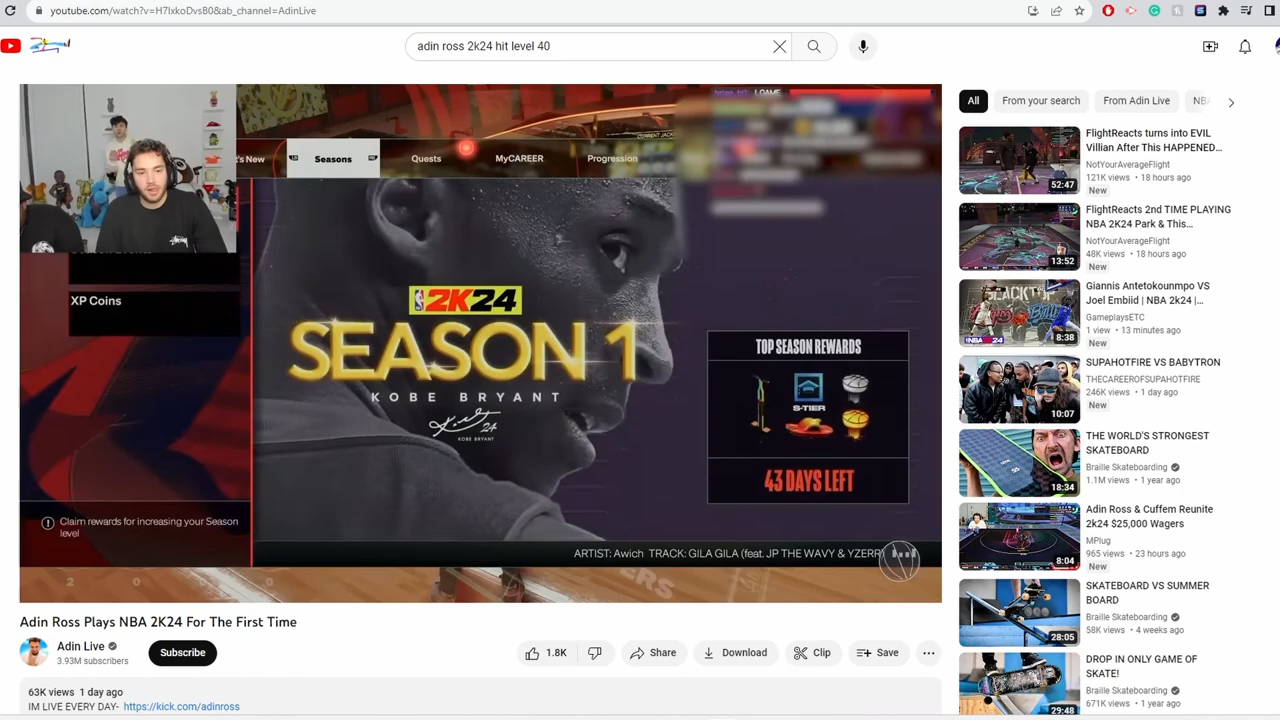 youtube.com/watch?v=H7IxkoDvsB0&ab_channel=AdinLive
adin ross 2k24 hit level 40
't's New
Seasons
Quests
MyCAREER
Progression
1 GAME
XP Coins
2K24
SEASON 1
KOBE BRYANT
24
KOBE BRYANT
TOP SEASON REWARDS
S-TIER
43 DAYS LEFT
Claim rewards for increasing your Season
level
ARTIST: Awich TRACK: GILA GILA (feat. JP THE WAVY & YZERR)
STÜSSY
Adin Ross Plays NBA 2K24 For The First Time
Adin Live
3.93M subscribers
Subscribe
1.8K
Share
Download
Clip
Save
63K views 1 day ago
IM LIVE EVERY DAY- https://kick.com/adinross
All
From your search
From Adin Live
NBA
FlightReacts turns into EVIL
Villian After This HAPPENED...
NotYourAverageFlight
121K views • 18 hours ago
New
52:47
FlightReacts 2nd TIME PLAYING
NBA 2K24 Park & This...
NotYourAverageFlight
48K views • 18 hours ago
New
13:52
Giannis Antetokounmpo VS
Joel Embiid | NBA 2k24 |...
GameplaysETC
1 view • 13 minutes ago
New
8:38
SUPAHOTFIRE VS BABYTRON
THECAREEROFSUPAHOTFIRE
246K views • 1 day ago
New
10:07
THE WORLD'S STRONGEST
SKATEBOARD
Braille Skateboarding
1.1M views • 1 year ago
18:34
Adin Ross & Cuffem Reunite
2k24 $25,000 Wagers
MPlug
965 views • 23 hours ago
New
8:04
SKATEBOARD VS SUMMER
BOARD
Braille Skateboarding
58K views • 4 weeks ago
28:05
DROP IN ONLY GAME OF
SKATE!
Braille Skateboarding
671K views • 1 year ago
29:48